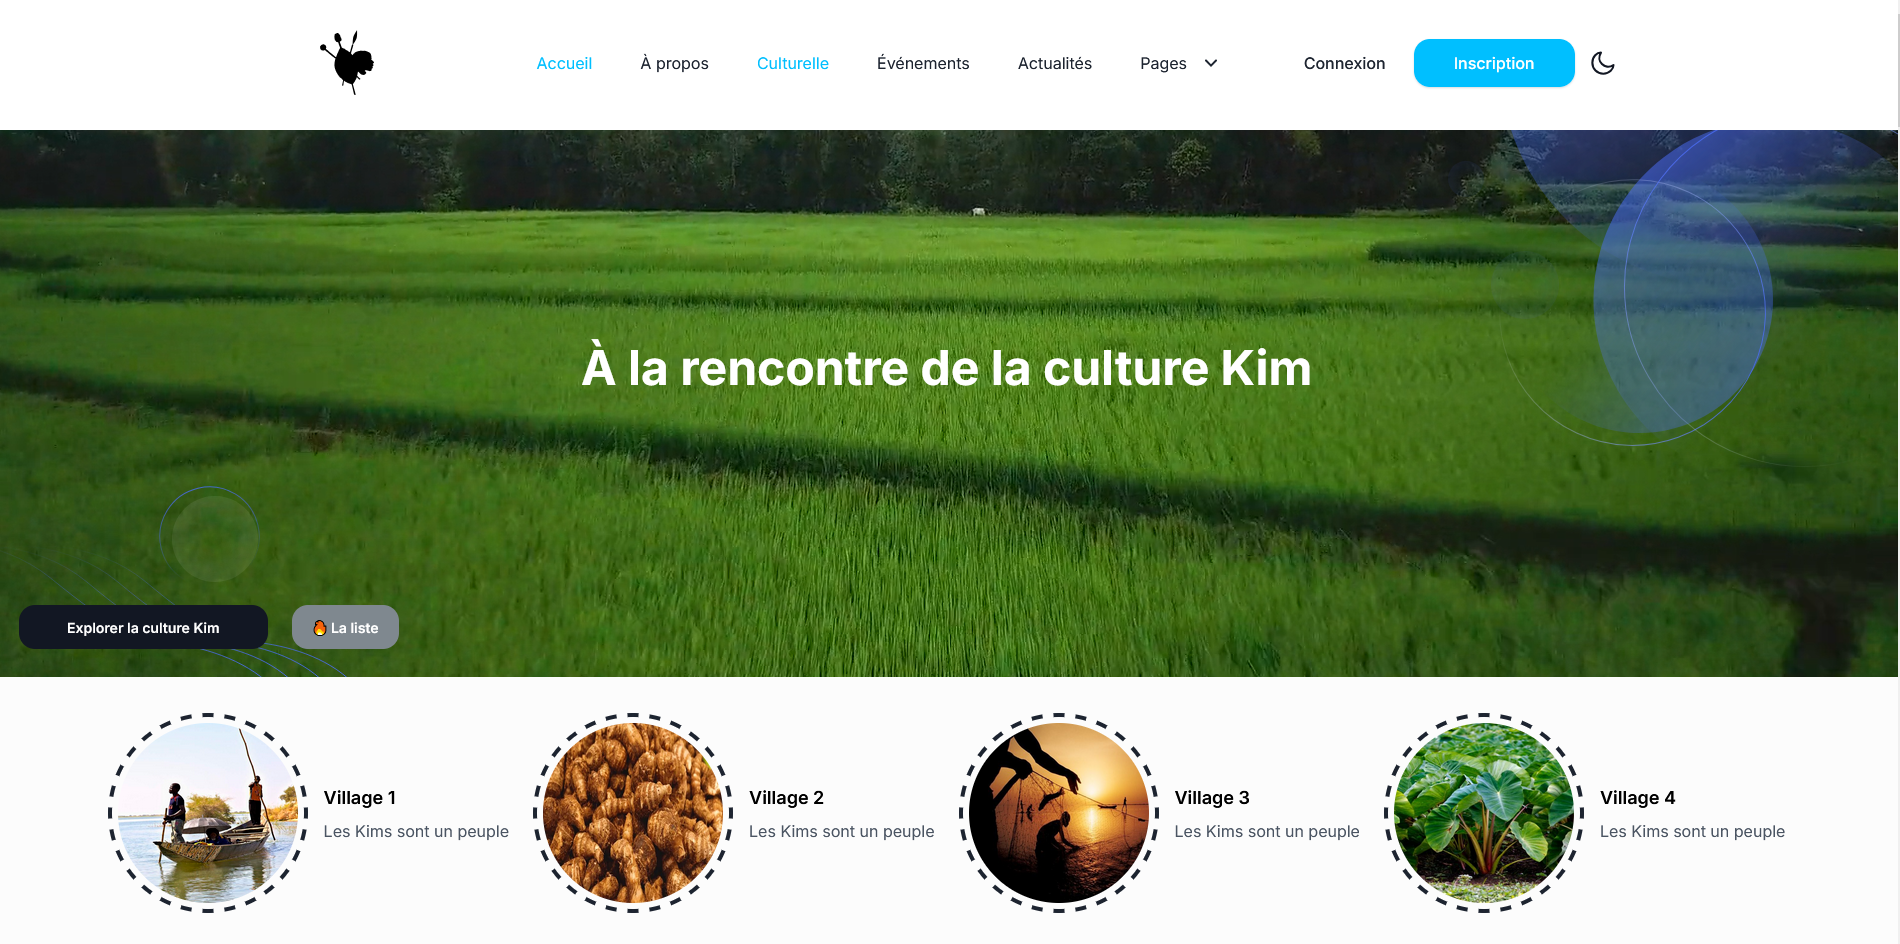 Accueil
À propos
Culturelle
Événements
Actualités
Pages
Connexion
Inscription
À la rencontre de la culture Kim
Explorer la culture Kim
🔥 La liste
Village 1
Les Kims sont un peuple
Village 2
Les Kims sont un peuple
Village 3
Les Kims sont un peuple
Village 4
Les Kims sont un peuple